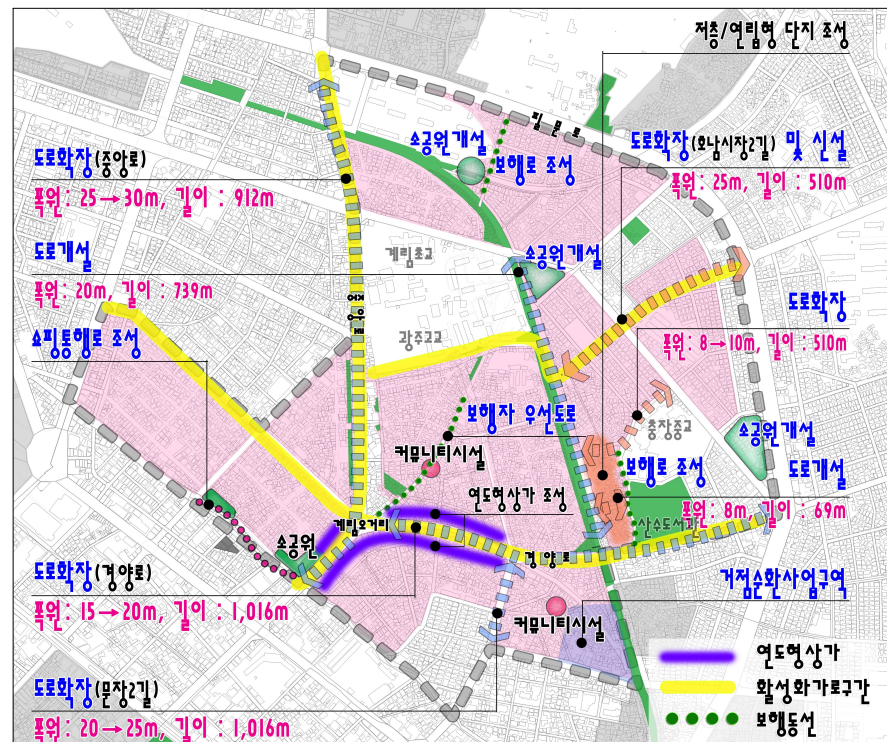 저층/연립형 단지 조성
필문로
소공원개설
보행로 조성
도로확장(호남시장2길) 및 신설
폭원: 25m, 길이 : 510m
도로확장(중앙로)
폭원: 25→30m, 길이 : 912m
계림초교
소공원개설
도로개설
폭원: 20m, 길이 : 739m
중앙로
도로확장
폭원: 8→10m, 길이 : 510m
광주고교
쇼핑통행로 조성
보행자 우선도로
충장중교
소공원개설
커뮤니티시설
보행로 조성
도로개설
연도형상가 조성
폭원: 8m, 길이 : 69m
계림오거리
산수도서관
소공원
경양로
도로확장(경양로)
폭원: 15→20m, 길이 : 1,016m
거점순환사업구역
커뮤니티시설
도로확장(문장2길)
폭원: 20→25m, 길이 : 1,016m
연도형상가
활성화가로구간
보행동선